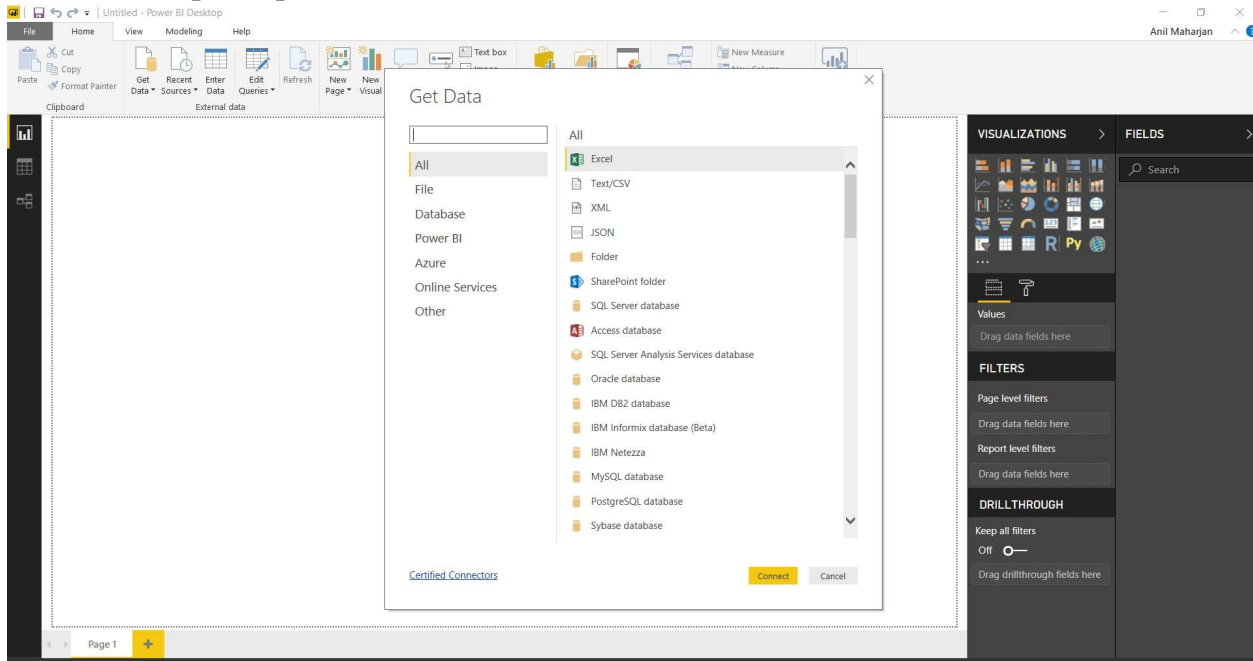 Untitled - Power BI Desktop
File Home View Modeling Help Anil Maharjan
Paste
Cut
Copy
Format Painter
Clipboard
Get Data
Recent Sources
Enter Data
Edit Queries
External data
Refresh
New Page
New Visual
Text box
New Measure
Get Data
All
File
Database
Power BI
Azure
Online Services
Other
All
Excel
Text/CSV
XML
JSON
Folder
SharePoint folder
SQL Server database
Access database
SQL Server Analysis Services database
Oracle database
IBM DB2 database
IBM Informix database (Beta)
IBM Netezza
MySQL database
PostgreSQL database
Sybase database
Certified Connectors
Connect Cancel
VISUALIZATIONS
R Py
...
Values
Drag data fields here
FILTERS
Page level filters
Drag data fields here
Report level filters
Drag data fields here
DRILLTHROUGH
Keep all filters
Off
Drag drillthrough fields here
FIELDS
Search
Page 1